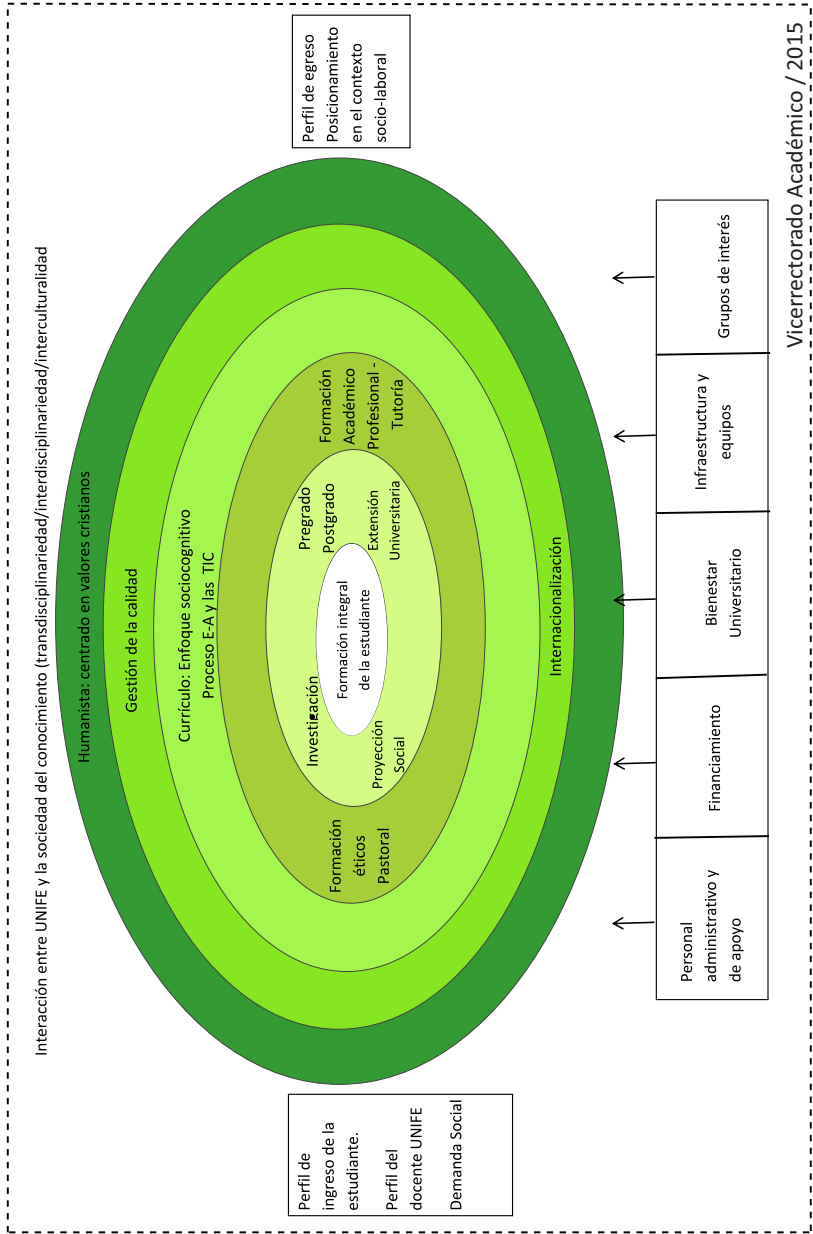 Interacción entre UNIFE y la sociedad del conocimiento (transdisciplinariedad/interdisciplinariedad/interculturalidad
Humanista: centrado en valores cristianos
Gestión de la calidad
Currículo: Enfoque sociocognitivo
Proceso E-A y las TIC
Perfil de
ingreso de la
estudiante.
Perfil del
docente UNIFE
Demanda Social
Formación
éticos
Pastoral
Investigación
Proyección
Social
Formación integral
de la estudiante
Pregrado
Postgrado
Extensión
Universitaria
Formación
Académico
Profesional -
Tutoría
Perfil de egreso
Posicionamiento
en el contexto
socio-laboral
Internacionalización
Personal
administrativo y
de apoyo
Financiamiento
Bienestar
Universitario
Infraestructura y
equipos
Grupos de interés
Vicerrectorado Académico / 2015